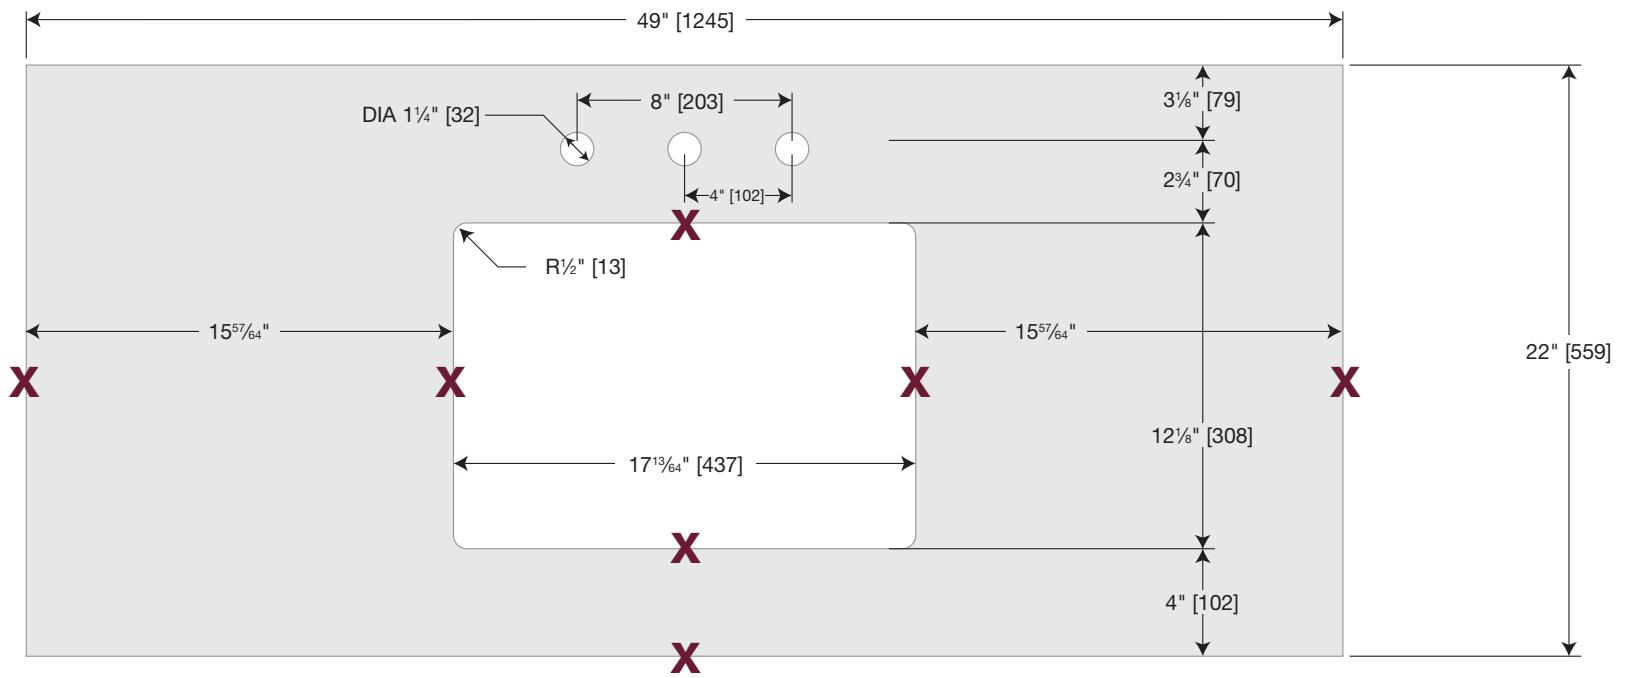 49" [1245]
3⅛" [79]
8" [203]
DIA 1¼" [32]
2¾" [70]
4" [102]
X
R½" [13]
15⁵⁷⁄₆₄"
15⁵⁷⁄₆₄"
22" [559]
X
X
X
X
12⅛" [308]
17¹³⁄₆₄" [437]
X
4" [102]
X